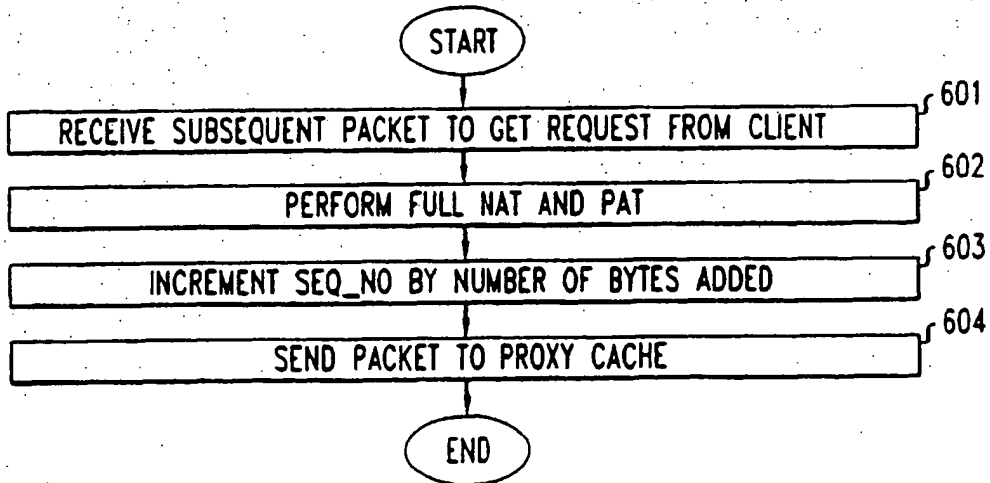 START
601
RECEIVE SUBSEQUENT PACKET TO GET REQUEST FROM CLIENT
602
PERFORM FULL NAT AND PAT
603
INCREMENT SEQ_NO BY NUMBER OF BYTES ADDED
604
SEND PACKET TO PROXY CACHE
END